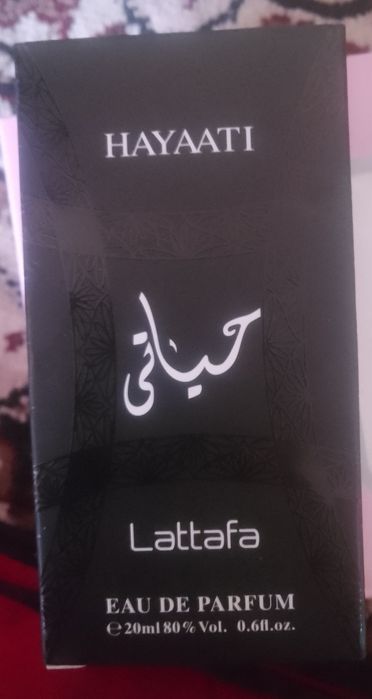 HAYAATI
حياتي
Lattafa
EAU DE PARFUM
℮20ml 80% Vol. 0.6fl.oz.